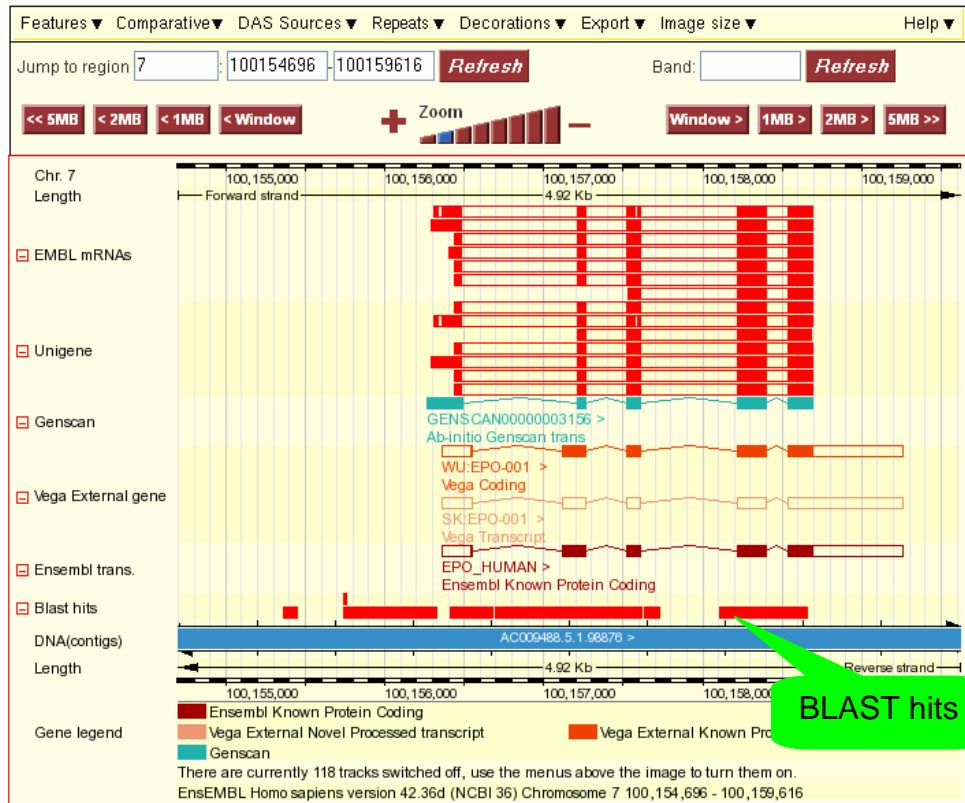 Features ▼ Comparative▼ DAS Sources ▼ Repeats ▼ Decorations ▼ Export ▼ Image size ▼ Help ▼
Jump to region 7 : 100154696 - 100159616 Refresh Band: Refresh
<< 5MB < 2MB < 1MB < Window + Zoom − Window > 1MB > 2MB > 5MB >>
Chr. 7 100,155,000 100,156,000 100,157,000 100,158,000 100,159,000
Length Forward strand 4.92 Kb
EMBL mRNAs
Unigene
Genscan
GENSCAN00000003156 >
Ab-initio Genscan trans
WU:EPO-001 >
Vega Coding
Vega External gene
SK:EPO-001 >
Vega Transcript
Ensembl trans.
EPO_HUMAN >
Ensembl Known Protein Coding
Blast hits
DNA(contigs) AC009488.5.1.98876 >
Length 4.92 Kb Reverse strand
100,155,000 100,156,000 100,157,000 100,158,000
BLAST hits
Gene legend
Ensembl Known Protein Coding
Vega External Novel Processed transcript Vega External Known
Genscan
There are currently 118 tracks switched off, use the menus above the image to turn them on.
EnsEMBL Homo sapiens version 42.36d (NCBI 36) Chromosome 7 100,154,696 - 100,159,616